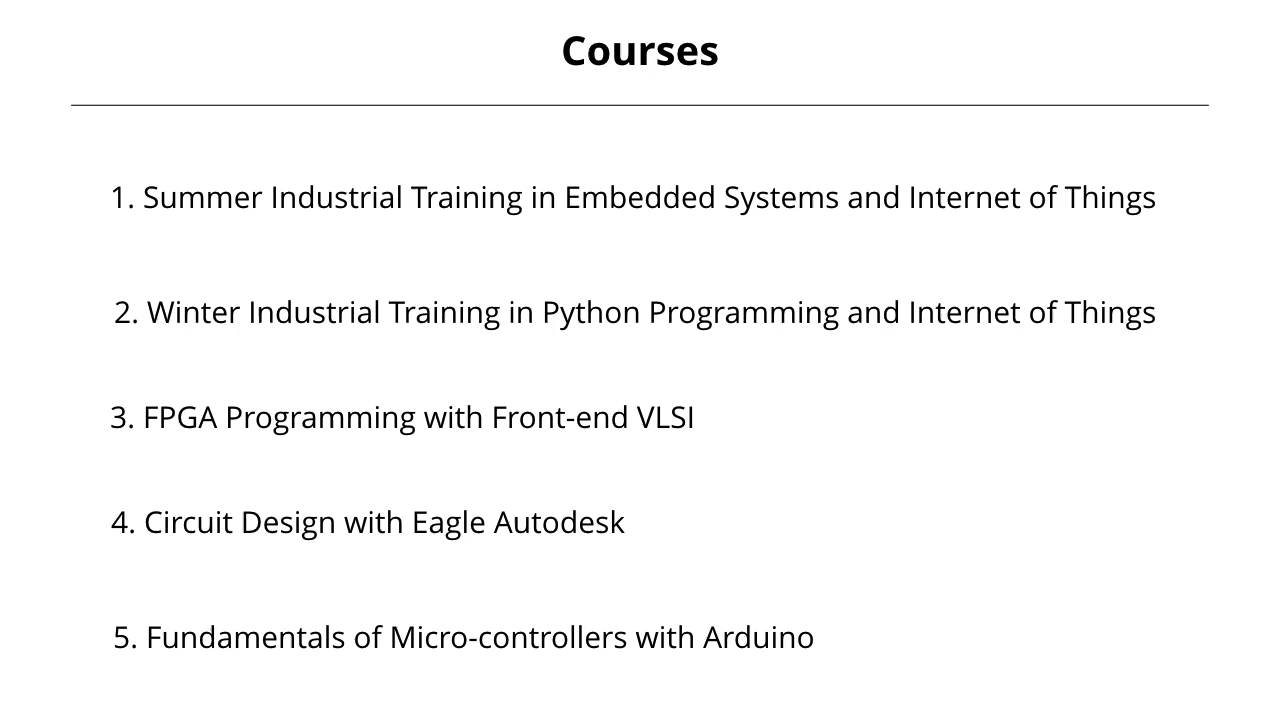 Courses
1. Summer Industrial Training in Embedded Systems and Internet of Things
2. Winter Industrial Training in Python Programming and Internet of Things
3. FPGA Programming with Front-end VLSI
4. Circuit Design with Eagle Autodesk
5. Fundamentals of Micro-controllers with Arduino